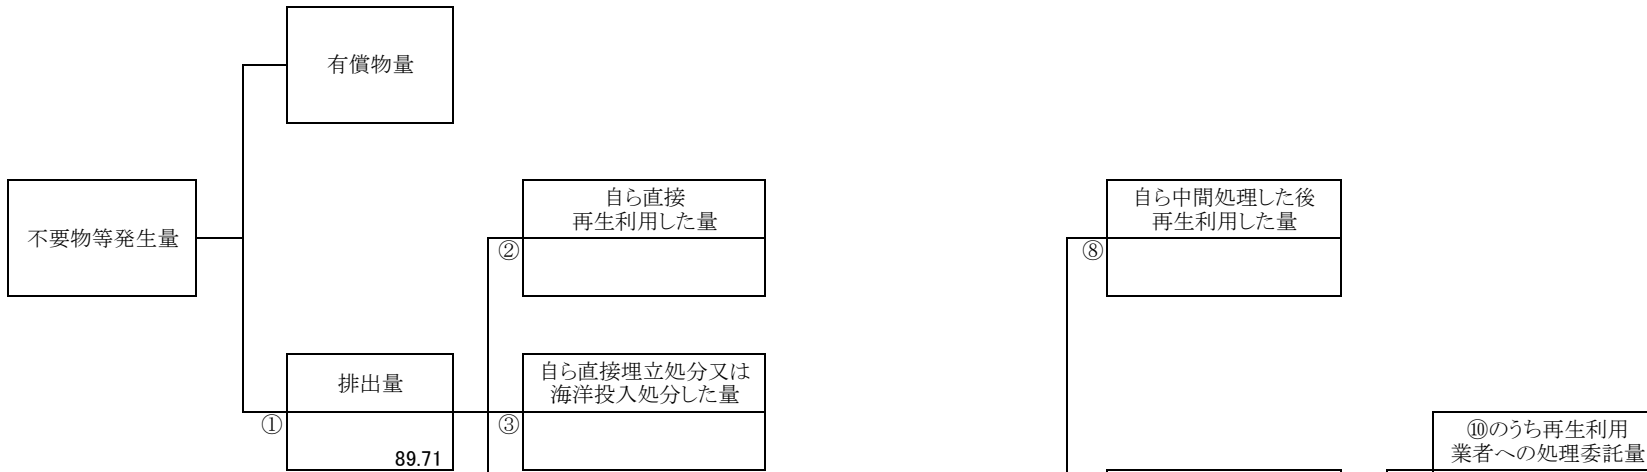 有償物量
不要物等発生量
自ら直接
再生利用した量
②
自ら中間処理した後
再生利用した量
⑧
排出量
①
89.71
自ら直接埋立処分又は
海洋投入処分した量
③
⑩のうち再生利用
業者への処理委託量